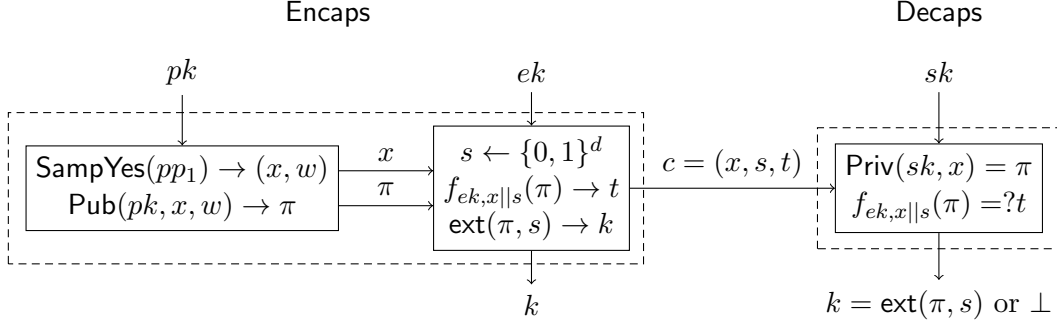 Encaps
Decaps
pk
ek
sk
SampYes(pp₁) → (x, w)
Pub(pk, x, w) → π
x
π
s ← {0, 1}ᵈ
f_{ek,x||s}(π) → t
ext(π, s) → k
c = (x, s, t)
Priv(sk, x) = π
f_{ek,x||s}(π) =?t
k
k = ext(π, s) or ⊥